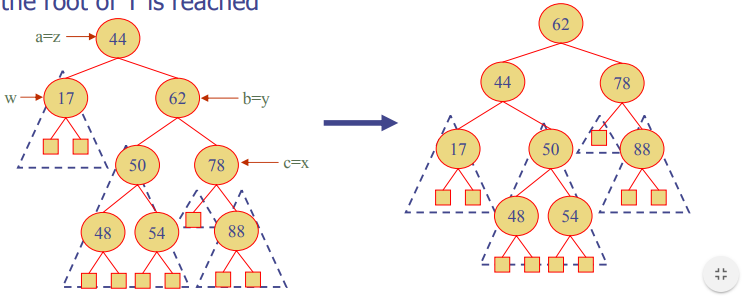 the root of T is reached
a=z 44
w 17 62 b=y
50 78 c=x
48 54 88
62
44 78
17 50 88
48 54